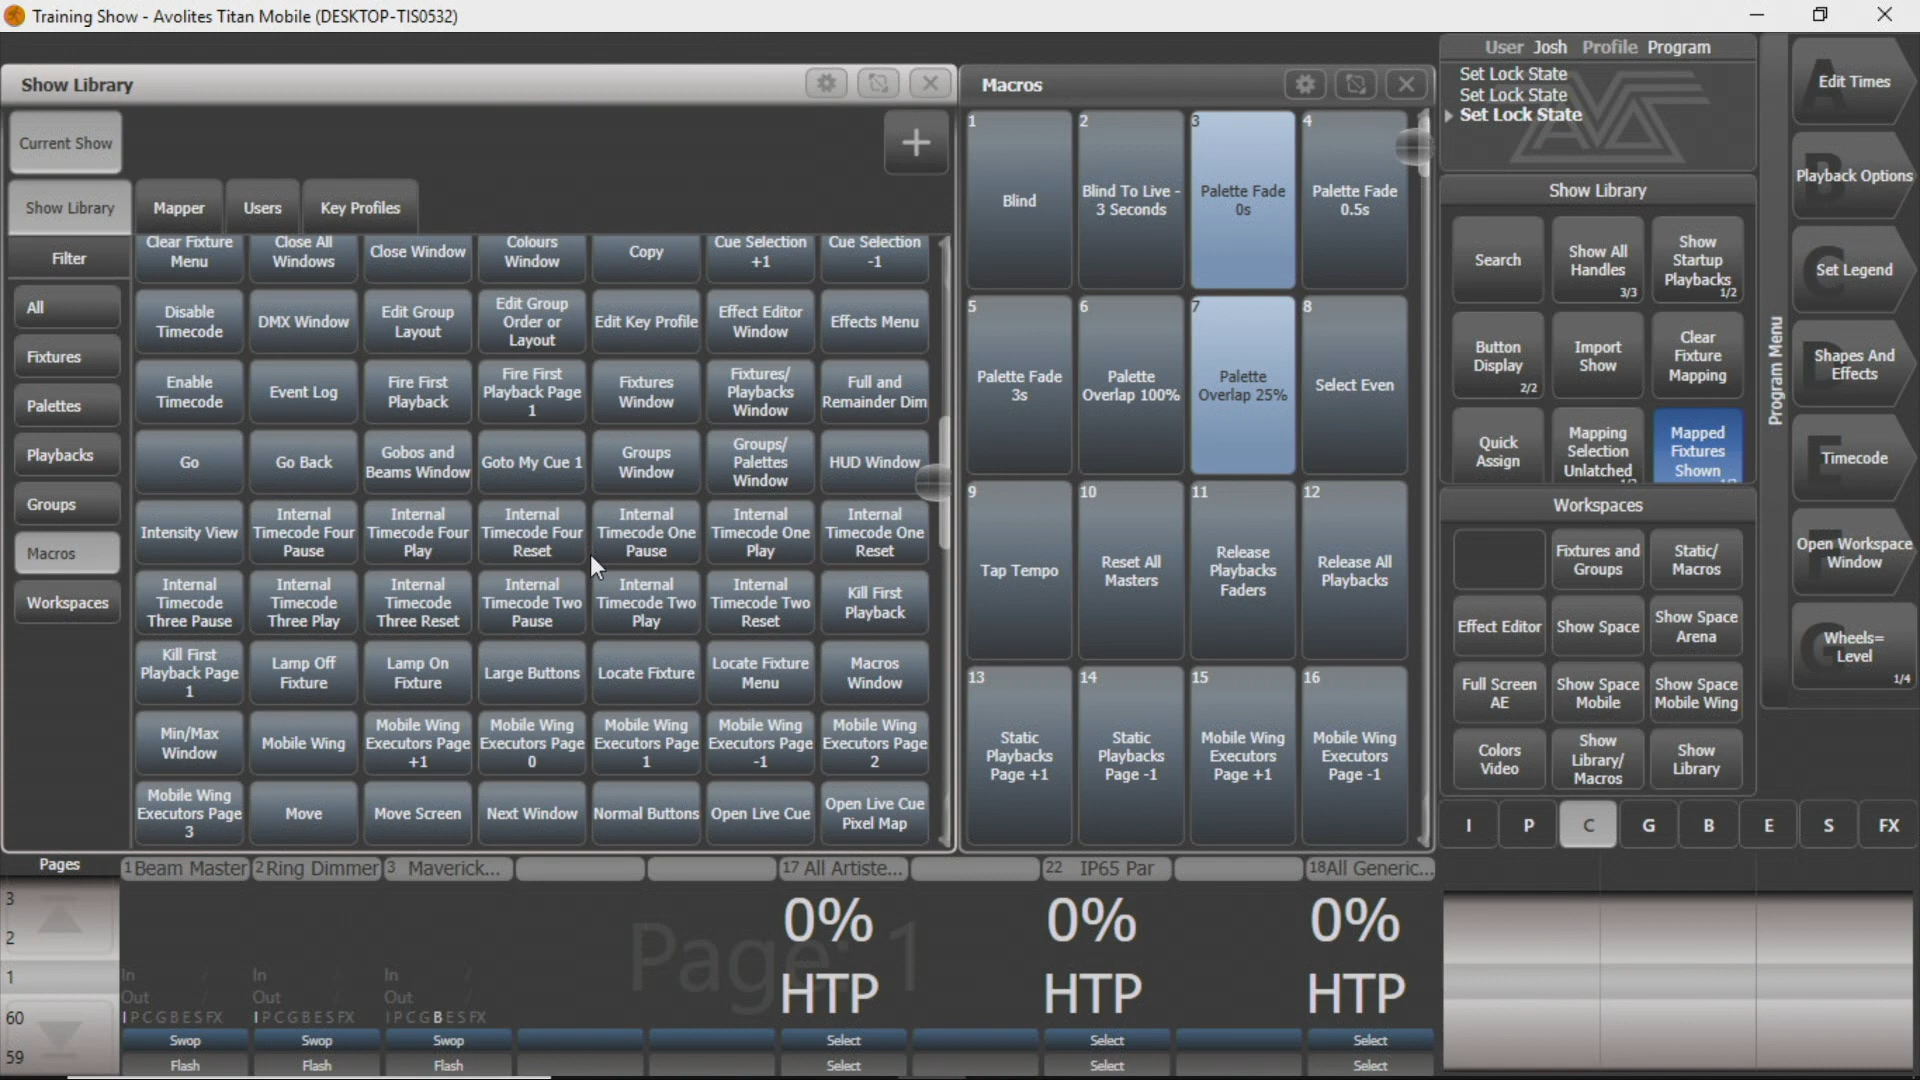 Training Show - Avolites Titan Mobile (DESKTOP-TIS0532)
Show Library
Current Show
Show Library
Mapper
Users
Key Profiles
Filter
All
Fixtures
Palettes
Playbacks
Groups
Macros
Workspaces
Clear Fixture
Menu
Close All
Windows
Close Window
Colours
Window
Copy
Cue Selection
+1
Cue Selection
-1
Disable
Timecode
DMX Window
Edit Group
Layout
Edit Group
Order or
Layout
Edit Key Profile
Effect Editor
Window
Effects Menu
Enable
Timecode
Event Log
Fire First
Playback
Fire First
Playback Page
1
Fixtures
Window
Fixtures/
Playbacks
Window
Full and
Remainder Dim
Go
Go Back
Gobos and
Beams Window
Goto My Cue 1
Groups
Window
Groups/
Palettes
Window
HUD Window
Intensity View
Internal
Timecode Four
Pause
Internal
Timecode Four
Play
Internal
Timecode Four
Reset
Internal
Timecode One
Pause
Internal
Timecode One
Play
Internal
Timecode One
Reset
Internal
Timecode
Three Pause
Internal
Timecode
Three Play
Internal
Timecode
Three Reset
Internal
Timecode Two
Pause
Internal
Timecode Two
Play
Internal
Timecode Two
Reset
Kill First
Playback
Kill First
Playback Page
1
Lamp Off
Fixture
Lamp On
Fixture
Large Buttons
Locate Fixture
Locate Fixture
Menu
Macros
Window
Min/Max
Window
Mobile Wing
Mobile Wing
Executors Page
+1
Mobile Wing
Executors Page
0
Mobile Wing
Executors Page
1
Mobile Wing
Executors Page
-1
Mobile Wing
Executors Page
2
Mobile Wing
Executors Page
3
Move
Move Screen
Next Window
Normal Buttons
Open Live Cue
Open Live Cue
Pixel Map
Macros
1
Blind
2
Blind To Live -
3 Seconds
3
Palette Fade
0s
4
Palette Fade
0.5s
5
Palette Fade
3s
6
Palette
Overlap 100%
7
Palette
Overlap 25%
8
Select Even
9
Tap Tempo
10
Reset All
Masters
11
Release
Playbacks
Faders
12
Release All
Playbacks
13
Static
Playbacks
Page +1
14
Static
Playbacks
Page -1
15
Mobile Wing
Executors
Page +1
16
Mobile Wing
Executors
Page -1
User Josh Profile Program
Set Lock State
Set Lock State
Set Lock State
Show Library
Search
Show All
Handles
3/3
Show
Startup
Playbacks
1/2
Button
Display
2/2
Import
Show
Clear
Fixture
Mapping
Quick
Assign
Mapping
Selection
Unlatched
Mapped
Fixtures
Shown
Workspaces
Fixtures and
Groups
Static/
Macros
Effect Editor
Show Space
Show Space
Arena
Full Screen
AE
Show Space
Mobile
Show Space
Mobile Wing
Colors
Video
Show
Library/
Macros
Show
Library
I P C G B E S FX
Program Menu
A
Edit Times
B
Playback Options
C
Set Legend
D
Shapes And
Effects
E
Timecode
F
Open Workspace
Window
G
Wheels=
Level
1/4
Pages
3
2
1
60
59
1 Beam Master
2 Ring Dimmer
3 Maverick...
17 All Artiste...
22 IP65 Par
18 All Generic...
Page: 1
0%
HTP
0%
HTP
0%
HTP
In /
Out /
IPCGBESFX
In /
Out /
IPCGBESFX
In /
Out /
IPCGBESFX
Swop
Swop
Swop
Select
Select
Select
Flash
Flash
Flash
Select
Select
Select